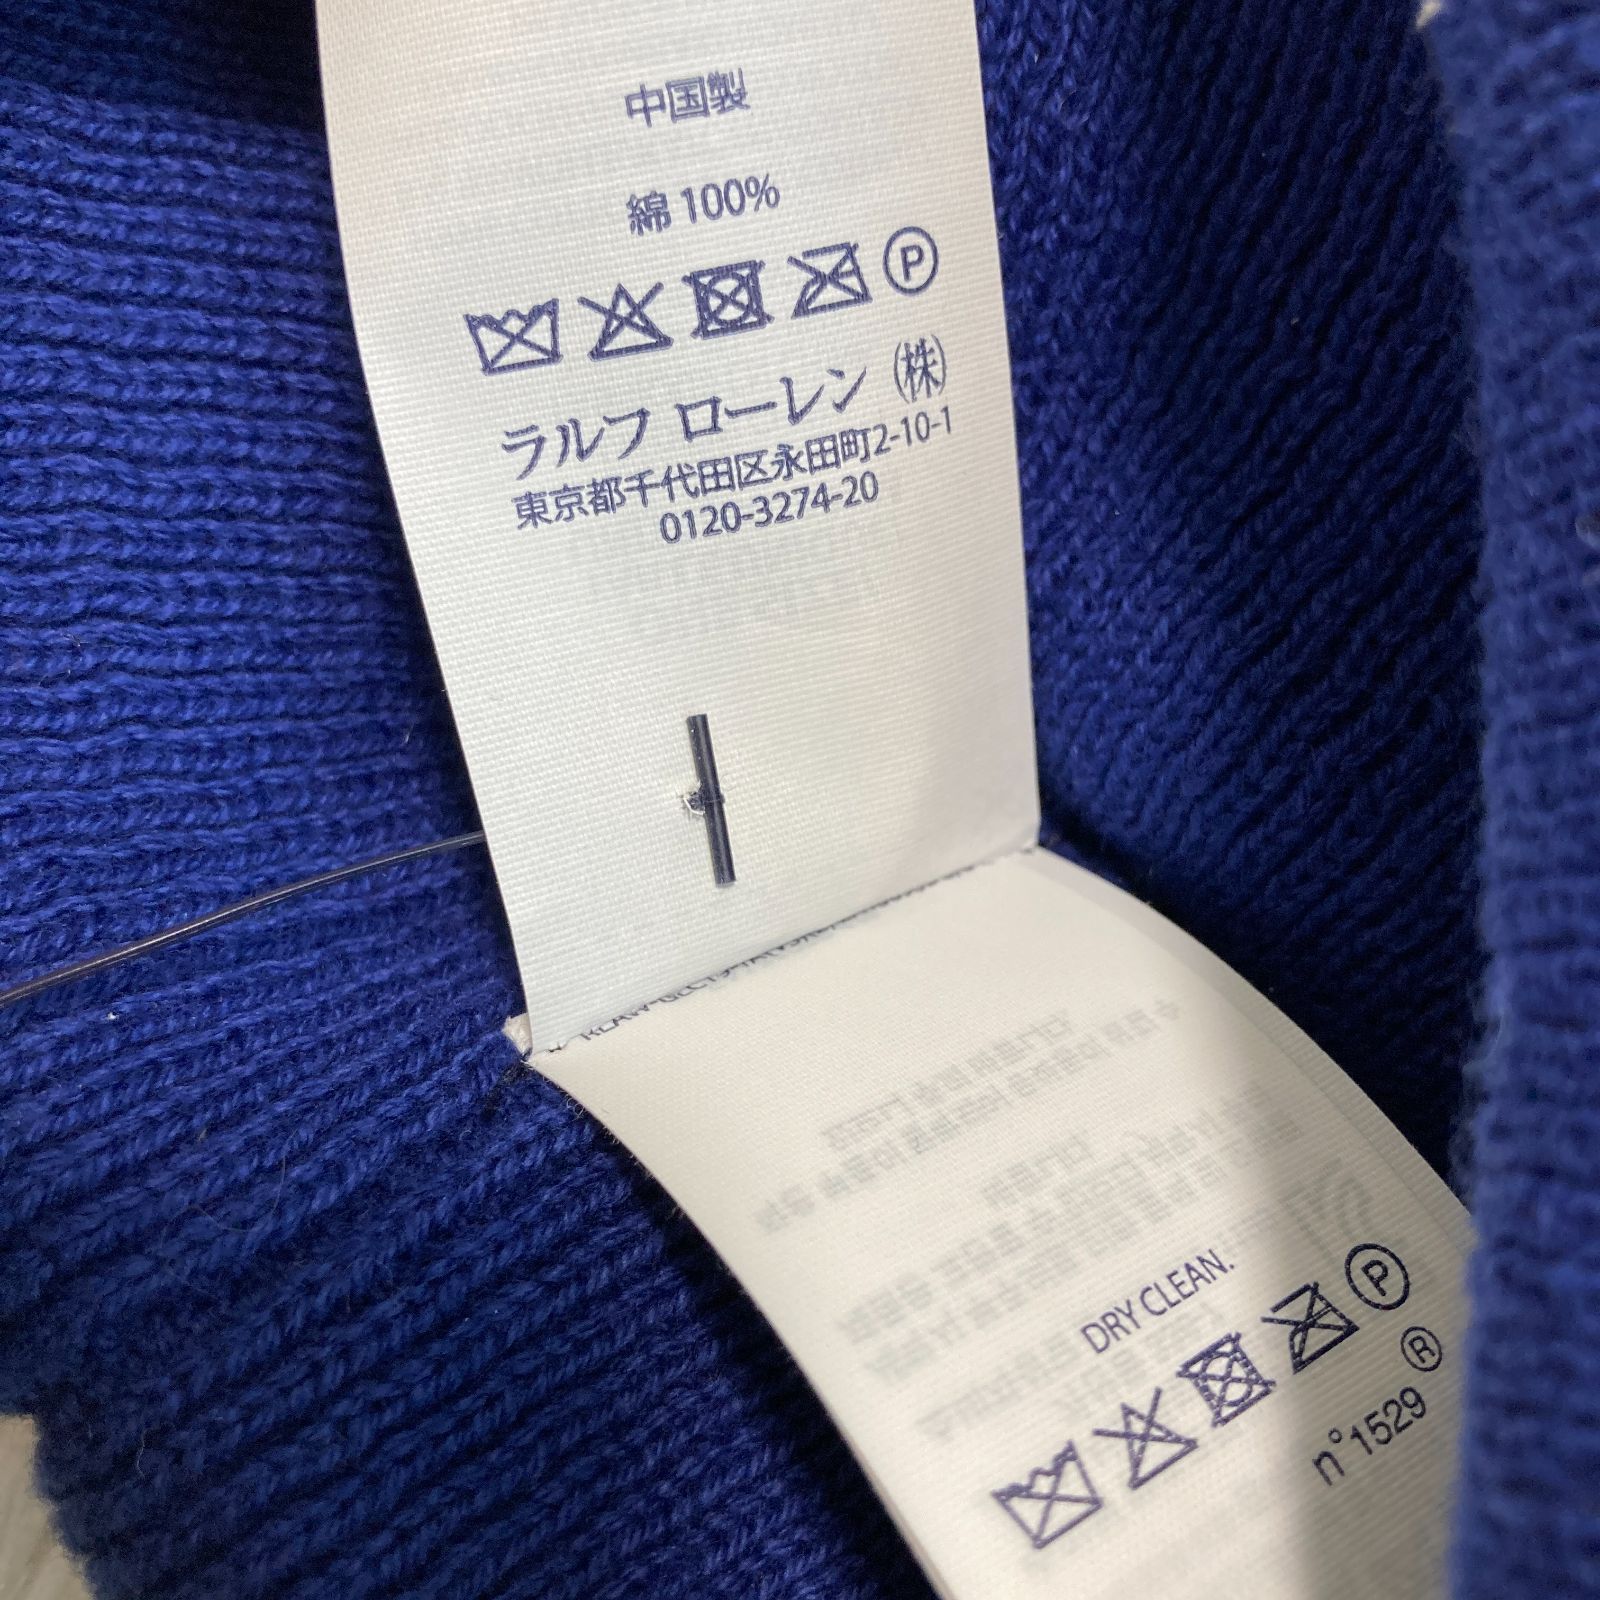 中国製
綿 100%
P
ラルフ ローレン (株)
東京都千代田区永田町2-10-1
0120-3274-20
DRY CLEAN.
P
n°1529 ®